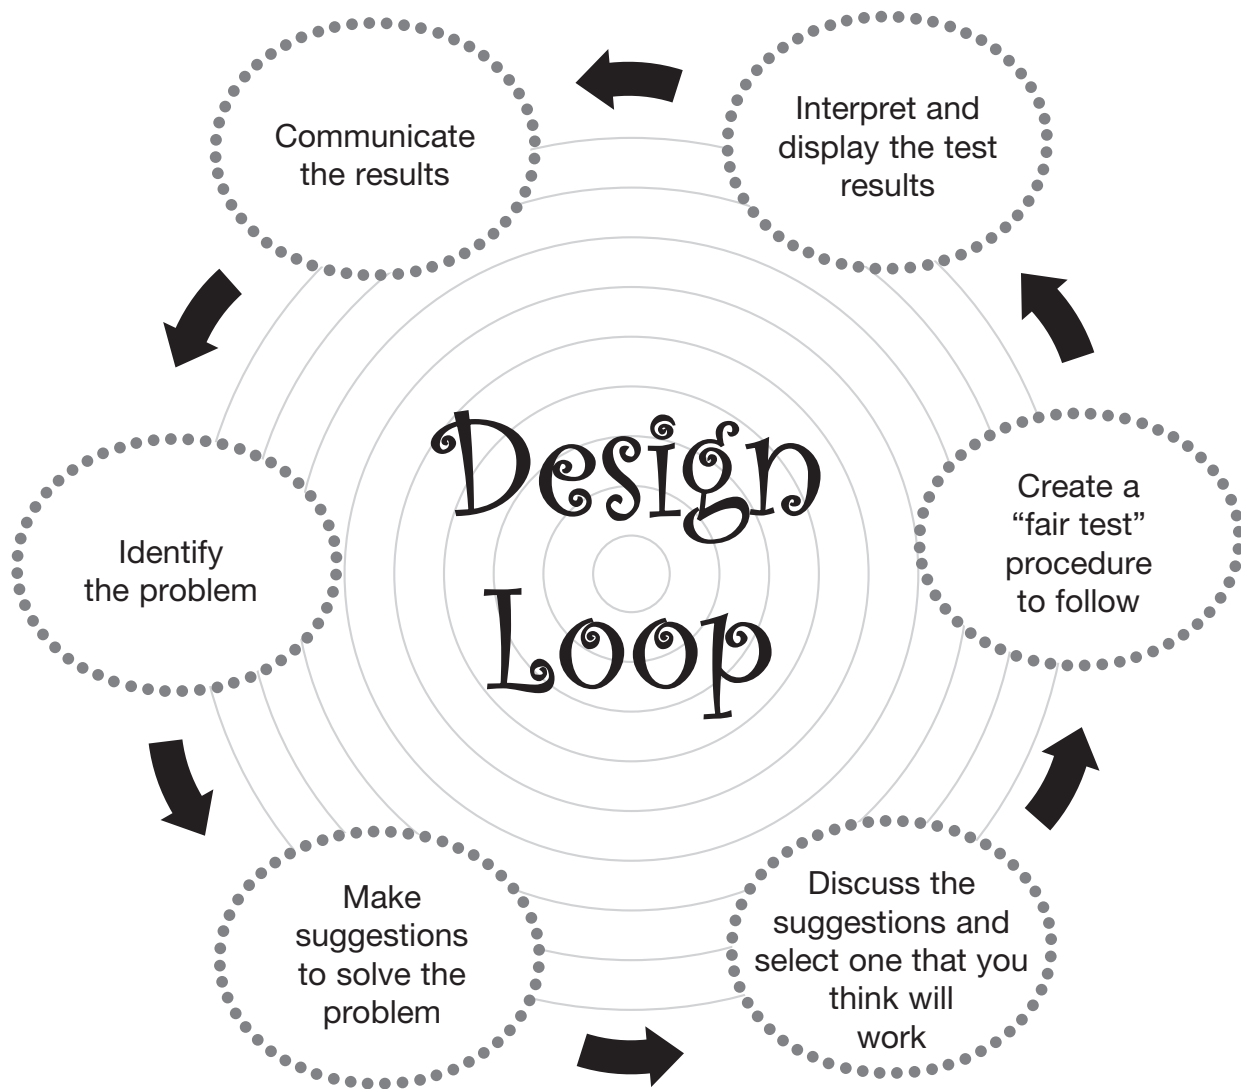 Communicate
the results
Interpret and
display the test
results
Design
Loop
Identify
the problem
Create a
“fair test”
procedure
to follow
Make
suggestions
to solve the
problem
Discuss the
suggestions and
select one that you
think will
work